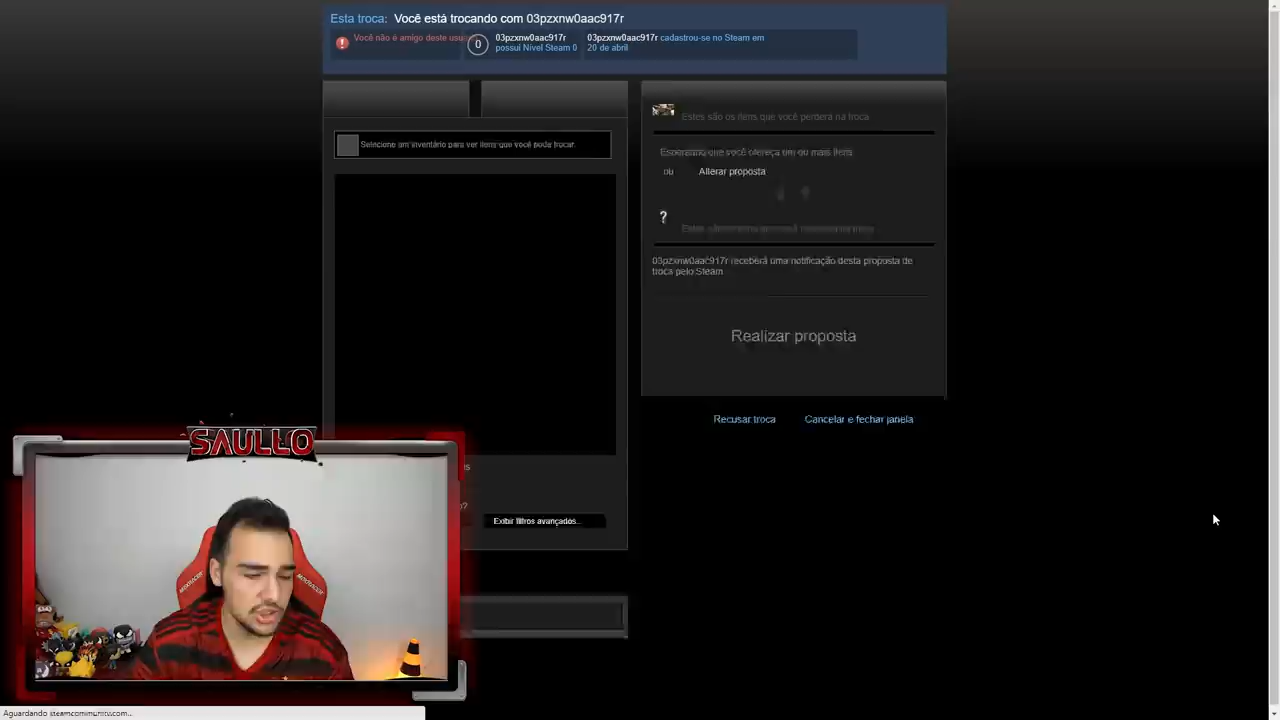 Esta troca: Você está trocando com 03pzxnw0aac917r
Você não é amigo deste
0
03pzxnw0aac917r
possui Nível Steam 0
03pzxnw0aac917r cadastrou-se no Steam em
20 de abril
Estes são os itens que você perderá na troca
Selecione um inventário para ver itens que você pode trocar.
Esperando que você ofereça um ou mais itens
ou Alterar proposta
?
03pzxnw0aac917r receberá uma notificação desta proposta de
troca pelo Steam
Realizar proposta
Recusar troca Cancelar e fechar janela
Exibir filtros avançados...
SAULLO
MAXRACER
MAXRACER
Aguardando steamcommunity.com...